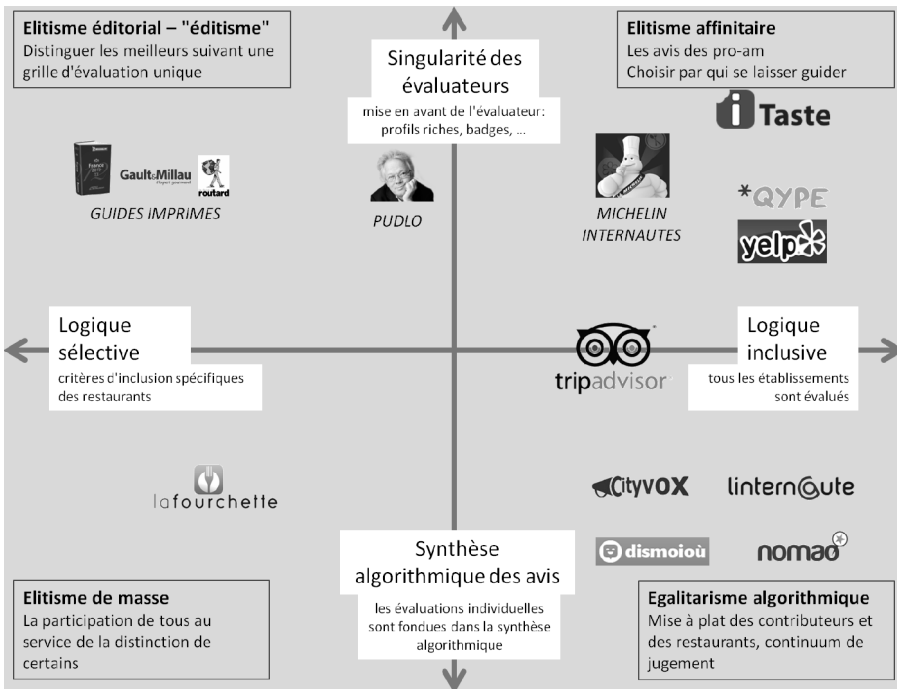 Elitisme éditorial – "éditisme"
Distinguer les meilleurs suivant une
grille d'évaluation unique
Singularité des
évaluateurs
mise en avant de l'évaluateur:
profils riches, badges, ...
Elitisme affinitaire
Les avis des pro-am
Choisir par qui se laisser guider
iTaste
Gault&Millau
routard
GUIDES IMPRIMES
PUDLO
MICHELIN
INTERNAUTES
*QYPE
yelp
Logique
sélective
critères d'inclusion spécifiques
des restaurants
tripadvisor
Logique
inclusive
tous les établissements
sont évalués
lafourchette
cityvox
linternaute
dismoioù
nomao
Synthèse
algorithmique des avis
les évaluations individuelles
sont fondues dans la synthèse
algorithmique
Elitisme de masse
La participation de tous au
service de la distinction de
certains
Egalitarisme algorithmique
Mise à plat des contributeurs et
des restaurants, continuum de
jugement